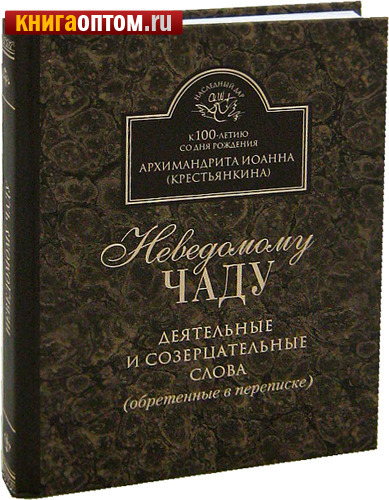 книгаоптом.ru
НАСЛЕДНЫЙ ДАР
К 100-ЛЕТИЮ
СО ДНЯ РОЖДЕНИЯ
АРХИМАНДРИТА ИОАННА
(КРЕСТЬЯНКИНА)
Неведомому
ЧАДУ
ДЕЯТЕЛЬНЫЕ
И СОЗЕРЦАТЕЛЬНЫЕ
СЛОВА
(обретенные в переписке)
НЕВЕДОМОМУ ЧАДУ